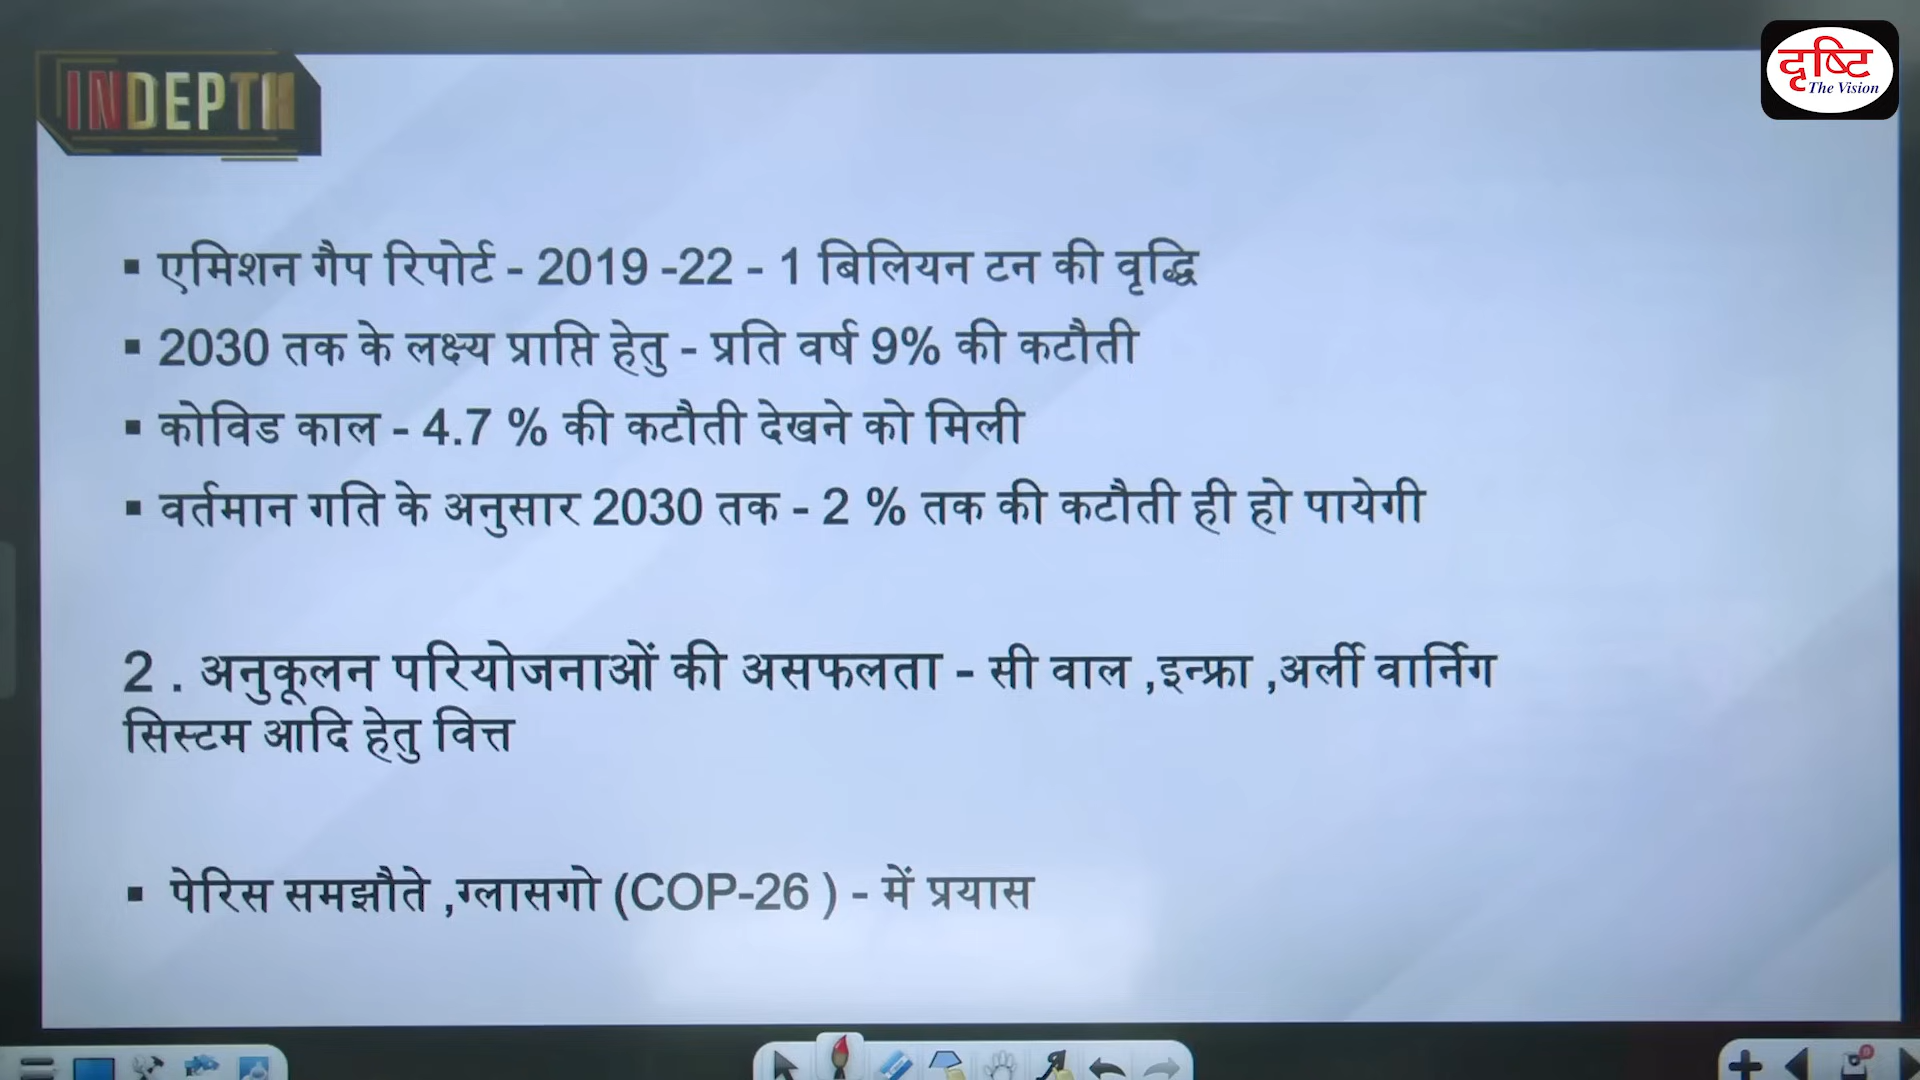 INDEPTH
दृष्टि
The Vision
▪ एमिशन गैप रिपोर्ट - 2019 -22 - 1 बिलियन टन की वृद्धि
▪ 2030 तक के लक्ष्य प्राप्ति हेतु - प्रति वर्ष 9% की कटौती
▪ कोविड काल - 4.7 % की कटौती देखने को मिली
▪ वर्तमान गति के अनुसार 2030 तक - 2 % तक की कटौती ही हो पायेगी
2 . अनुकूलन परियोजनाओं की असफलता - सी वाल ,इन्फ्रा ,अर्ली वार्निग
सिस्टम आदि हेतु वित्त
▪ पेरिस समझौते ,ग्लासगो (COP-26 ) - में प्रयास